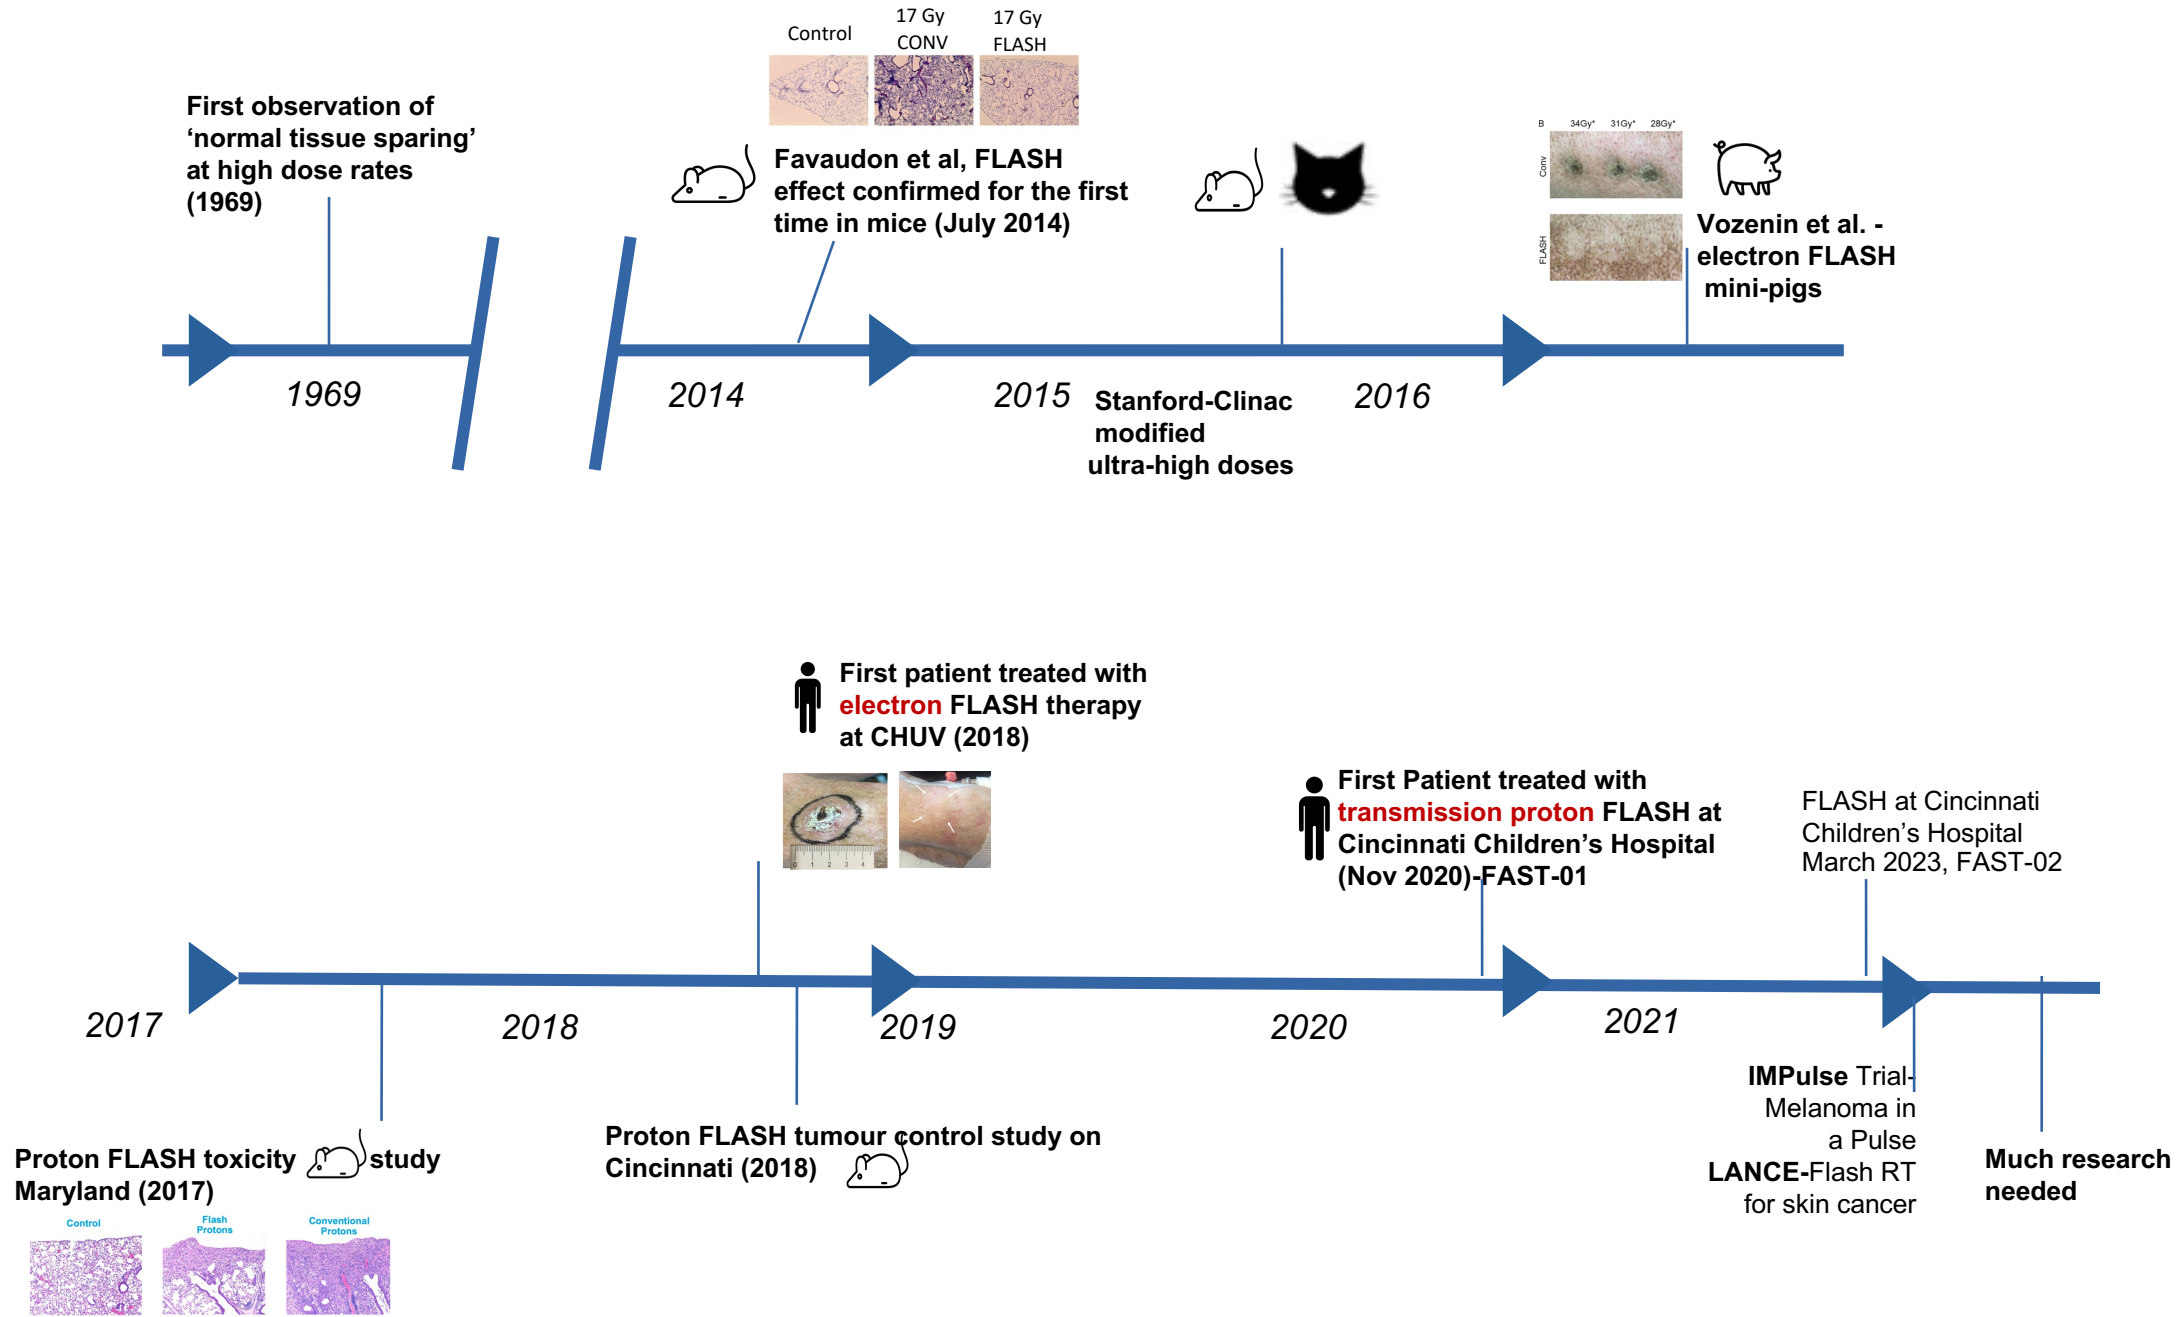 Control
17 Gy
CONV
17 Gy
FLASH
First observation of
‘normal tissue sparing’
at high dose rates
(1969)
Favaudon et al, FLASH
effect confirmed for the first
time in mice (July 2014)
B 34Gy* 31Gy* 28Gy*
Conv
FLASH
Vozenin et al. -
electron FLASH
mini-pigs
1969
2014
2015
2016
Stanford-Clinac
modified
ultra-high doses
First patient treated with
electron FLASH therapy
at CHUV (2018)
0 1 2 3 4
First Patient treated with
transmission proton FLASH at
Cincinnati Children’s Hospital
(Nov 2020)-FAST-01
FLASH at Cincinnati
Children’s Hospital
March 2023, FAST-02
2017
2018
2019
2020
2021
Proton FLASH toxicity study
Maryland (2017)
Control
Flash
Protons
Conventional
Protons
Proton FLASH tumour control study on
Cincinnati (2018)
IMPulse Trial-
Melanoma in
a Pulse
LANCE-Flash RT
for skin cancer
Much research
needed